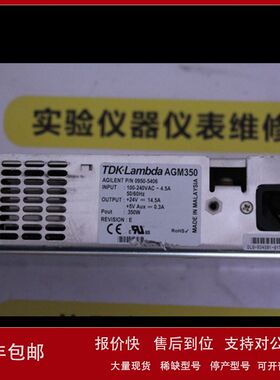 实验仪器仪表维修
TDK-Lambda AGM350
AGILENT P/N 0950-5406
INPUT : 100-240VAC ~ 4.5A
50/60Hz
OUTPUT : +24V ⎓ 14.5A
+5V Aux ⎓ 0.3A
Pout : 350W
REVISION : E
RoHS
MADE IN MALAYSIA
包邮
报价快价 售后到位 支持对公
大量现货 稀缺型号 停产型号 可